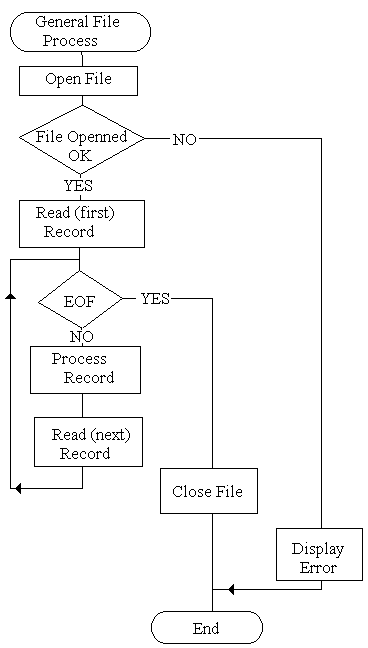 General File
Process
Open File
File Openned
OK
NO
YES
Read (first)
Record
EOF
YES
NO
Process
Record
Read (next)
Record
Close File
Display
Error
End